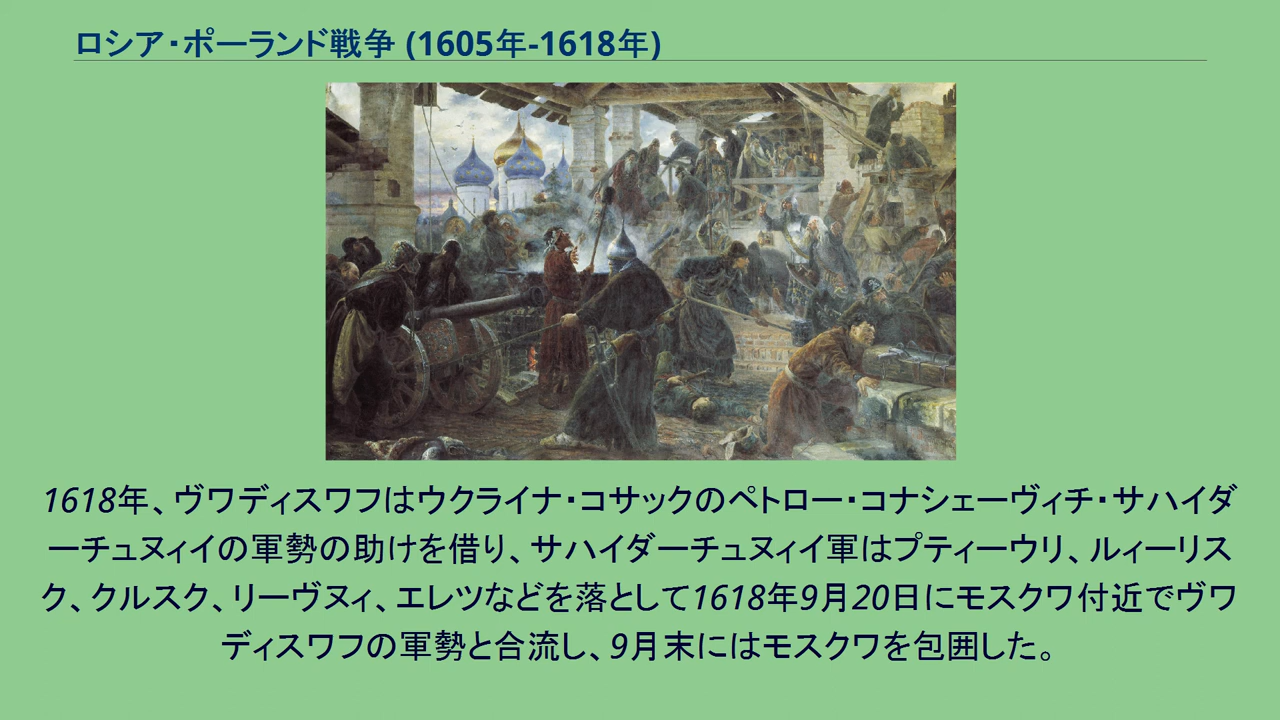 ロシア・ポーランド戦争 (1605年-1618年)
1618年、ヴワディスワフはウクライナ・コサックのペトロー・コナシェーヴィチ・サハイダ
ーチュヌィイの軍勢の助けを借り、サハイダーチュヌィイ軍はプティーウリ、ルィーリス
ク、クルスク、リーヴヌィ、エレツなどを落として1618年9月20日にモスクワ付近でヴワ
ディスワフの軍勢と合流し、9月末にはモスクワを包囲した。